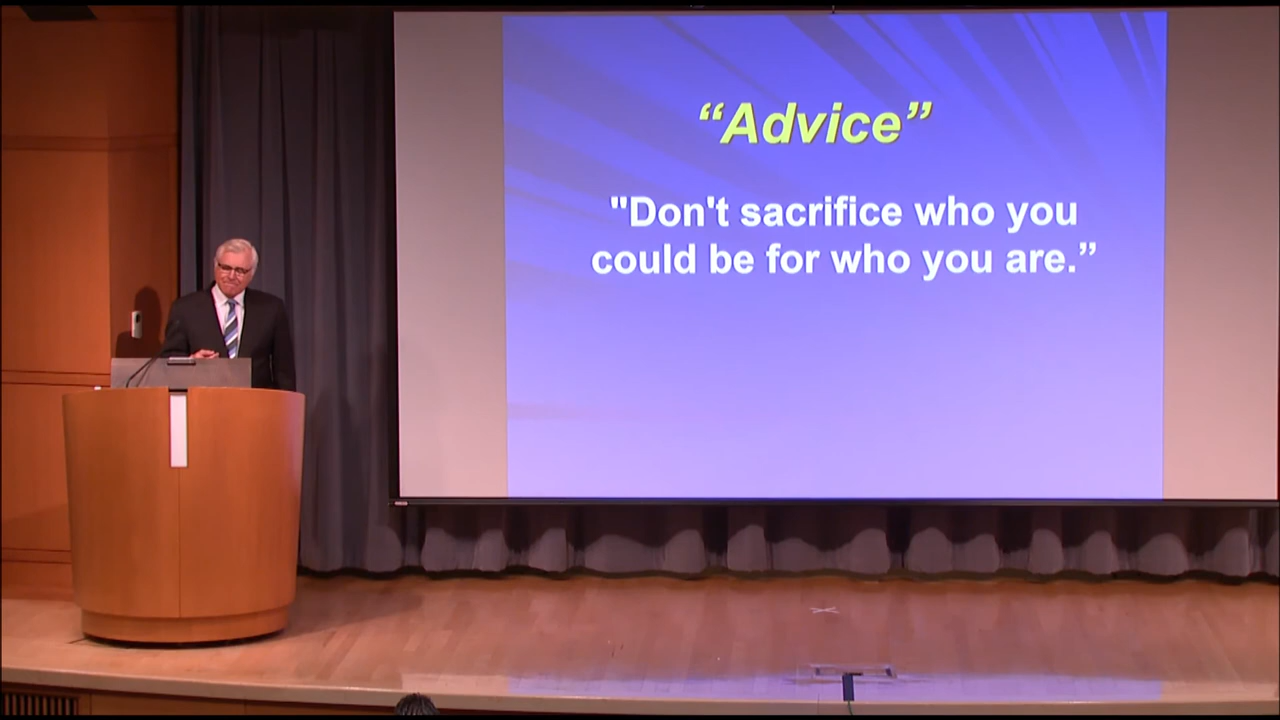 “Advice”
"Don't sacrifice who you
could be for who you are.”